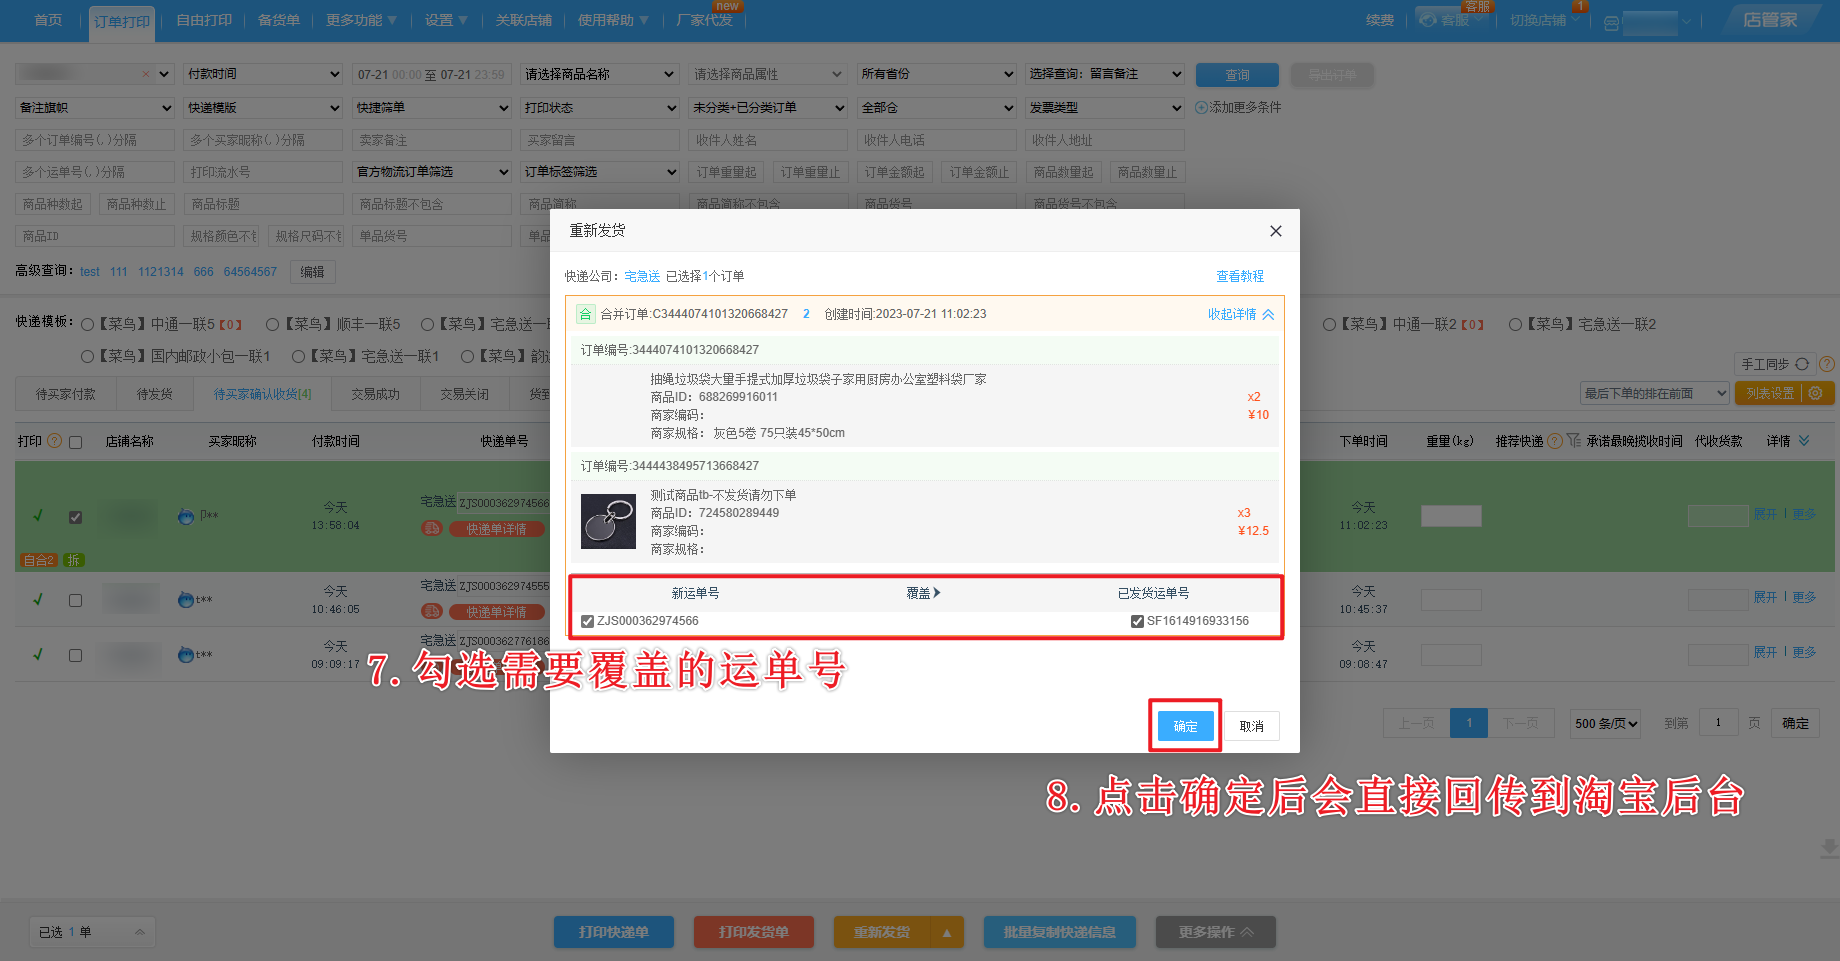 首页 订单打印 自由打印 备货单 更多功能 设置 关联店铺 使用帮助 厂家代发 new 续费 客服 客服 切换店铺 1 店管家
付款时间 07-21 00:00 至 07-21 23:59 请选择商品名称 请选择商品属性 所有省份 选择查询：留言备注 查询 导出订单
备注旗帜 快递模版 快捷筛单 打印状态 未分类+已分类订单 全部仓 发票类型 添加更多条件
多个订单编号(,)分隔 多个买家昵称(,)分隔 卖家备注 买家留言 收件人姓名 收件人电话 收件人地址
多个运单号(,)分隔 打印流水号 官方物流订单筛选 订单标签筛选 订单重量起 订单重量止 订单金额起 订单金额止 商品数量起 商品数量止
商品种数起 商品种数止 商品标题 商品标题不包含 商品简称 商品简称不包含 商品货号 商品货号不包含
商品ID 规格颜色不 规格尺码不 单品货号 单品
高级查询： test 111 1121314 666 64564567 编辑
重新发货
快递公司：宅急送 已选择1个订单 查看教程
合 合并订单:C3444074101320668427 2 创建时间:2023-07-21 11:02:23 收起详情
订单编号:3444074101320668427
抽绳垃圾袋大量手提式加厚垃圾袋子家用厨房办公室塑料袋厂家
商品ID：688269916011 x2
商家编码： ¥10
商家规格： 灰色5卷 75只装45*50cm
订单编号:3444438495713668427
测试商品tb-不发货请勿下单
商品ID：724580289449 x3
商家编码： ¥12.5
商家规格：
新运单号 覆盖 已发货运单号
ZJS000362974566 SF1614916933156
确定 取消
快递模板： 【菜鸟】中通一联5【0】 【菜鸟】顺丰一联5 【菜鸟】宅急送一 【菜鸟】中通一联2【0】 【菜鸟】宅急送一联2
【菜鸟】国内邮政小包一联1 【菜鸟】宅急送一联1 【菜鸟】韵
手工同步 ?
待买家付款 待发货 待买家确认收货[4] 交易成功 交易关闭 货到 最后下单的排在前面 列表设置
打印 ? 店铺名称 买家昵称 付款时间 快递单号 下单时间 重量(kg) 推荐快递 ? 承诺最晚揽收时间 代收货款 详情
今天 宅急送 ZJS000362974566 今天
卩** 13:58:04 快递单详情 11:02:23 展开 更多
自合2 拆
今天 宅急送 ZJS000362974555 今天
t** 10:46:05 快递单详情 10:45:37 展开 更多
今天 宅急送 ZJS000362776186 今天
t** 09:09:17 09:08:47 展开 更多
7. 勾选需要覆盖的运单号
上一页 1 下一页 500 条/页 到第 1 页 确定
8. 点击确定后会直接回传到淘宝后台
已选 1 单 打印快递单 打印发货单 重新发货 ▲ 批量复制快递信息 更多操作